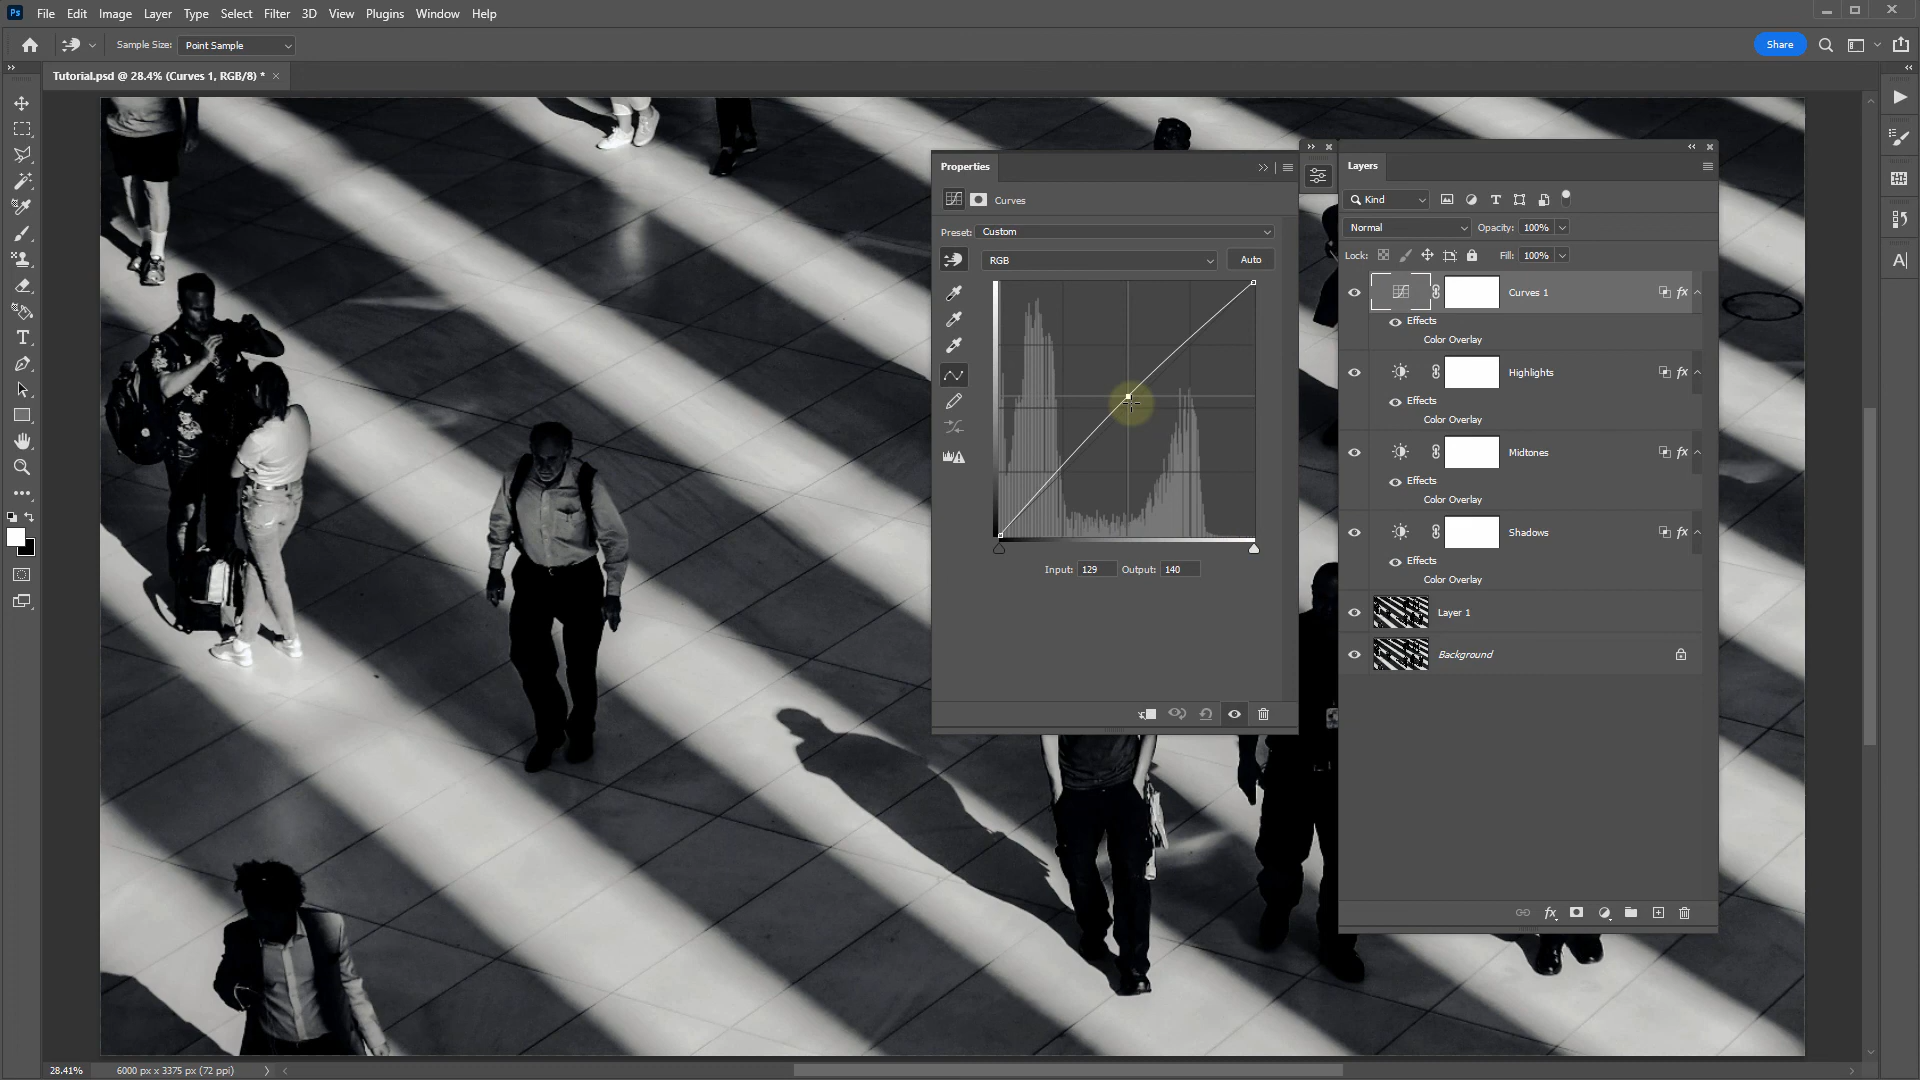 Ps File Edit Image Layer Type Select Filter 3D View Plugins Window Help
Sample Size: Point Sample Share
Tutorial.psd @ 28.4% (Curves 1, RGB/8) *
Properties
Curves
Preset: Custom
RGB Auto
Input: 129 Output: 140
Layers
Kind
Normal Opacity: 100%
Lock: Fill: 100%
Curves 1 fx
Effects
Color Overlay
Highlights fx
Effects
Color Overlay
Midtones fx
Effects
Color Overlay
Shadows fx
Effects
Color Overlay
Layer 1
Background
fx
28.41% 6000 px x 3375 px (72 ppi)